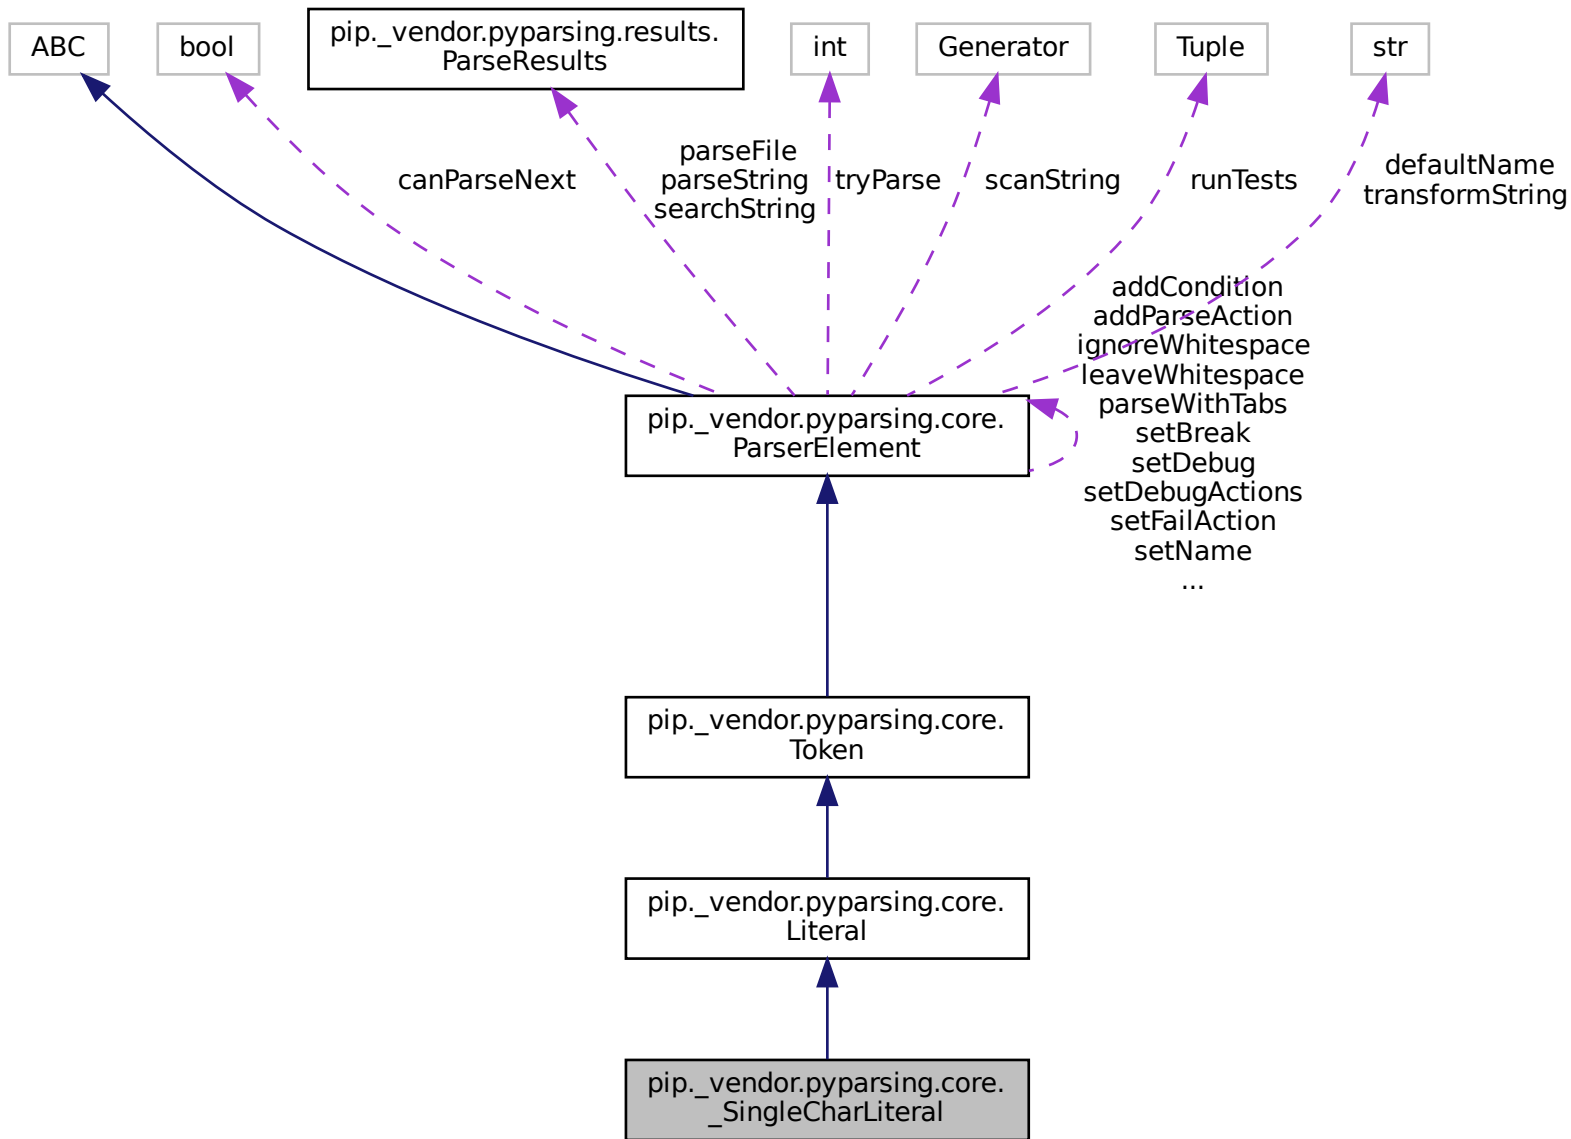 ABC
bool
pip._vendor.pyparsing.results.
ParseResults
int
Generator
Tuple
str
canParseNext
parseFile
parseString
searchString
tryParse
scanString
runTests
defaultName
transformString
addCondition
addParseAction
ignoreWhitespace
leaveWhitespace
parseWithTabs
setBreak
setDebug
setDebugActions
setFailAction
setName
...
pip._vendor.pyparsing.core.
ParserElement
pip._vendor.pyparsing.core.
Token
pip._vendor.pyparsing.core.
Literal
pip._vendor.pyparsing.core.
_SingleCharLiteral